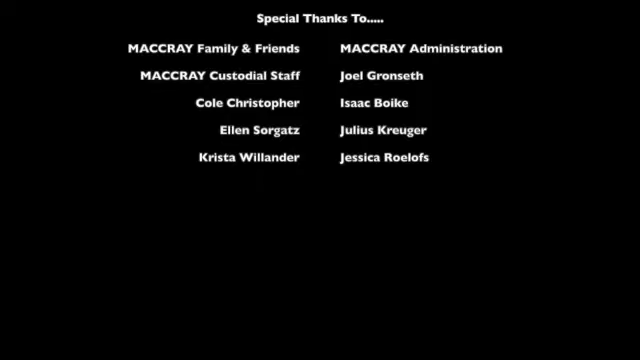 Special Thanks To.....
MACCRAY Family & Friends MACCRAY Administration
MACCRAY Custodial Staff Joel Gronseth
Cole Christopher Isaac Boike
Ellen Sorgatz Julius Kreuger
Krista Willander Jessica Roelofs